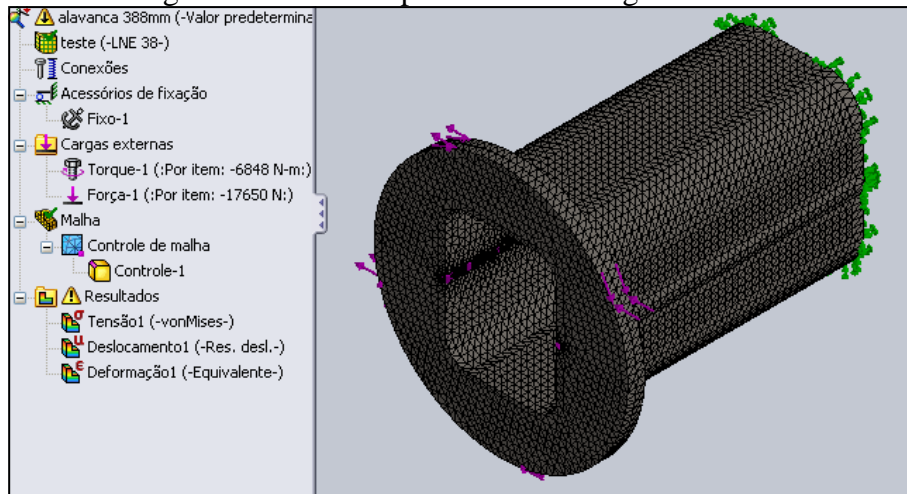 alavanca 388mm (-Valor predetermina
teste (-LNE 38-)
Conexões
Acessórios de fixação
Fixo-1
Cargas externas
Torque-1 (:Por item: -6848 N-m:)
Força-1 (:Por item: -17650 N:)
Malha
Controle de malha
Controle-1
Resultados
Tensão1 (-vonMises-)
Deslocamento1 (-Res. desl.-)
Deformação1 (-Equivalente-)